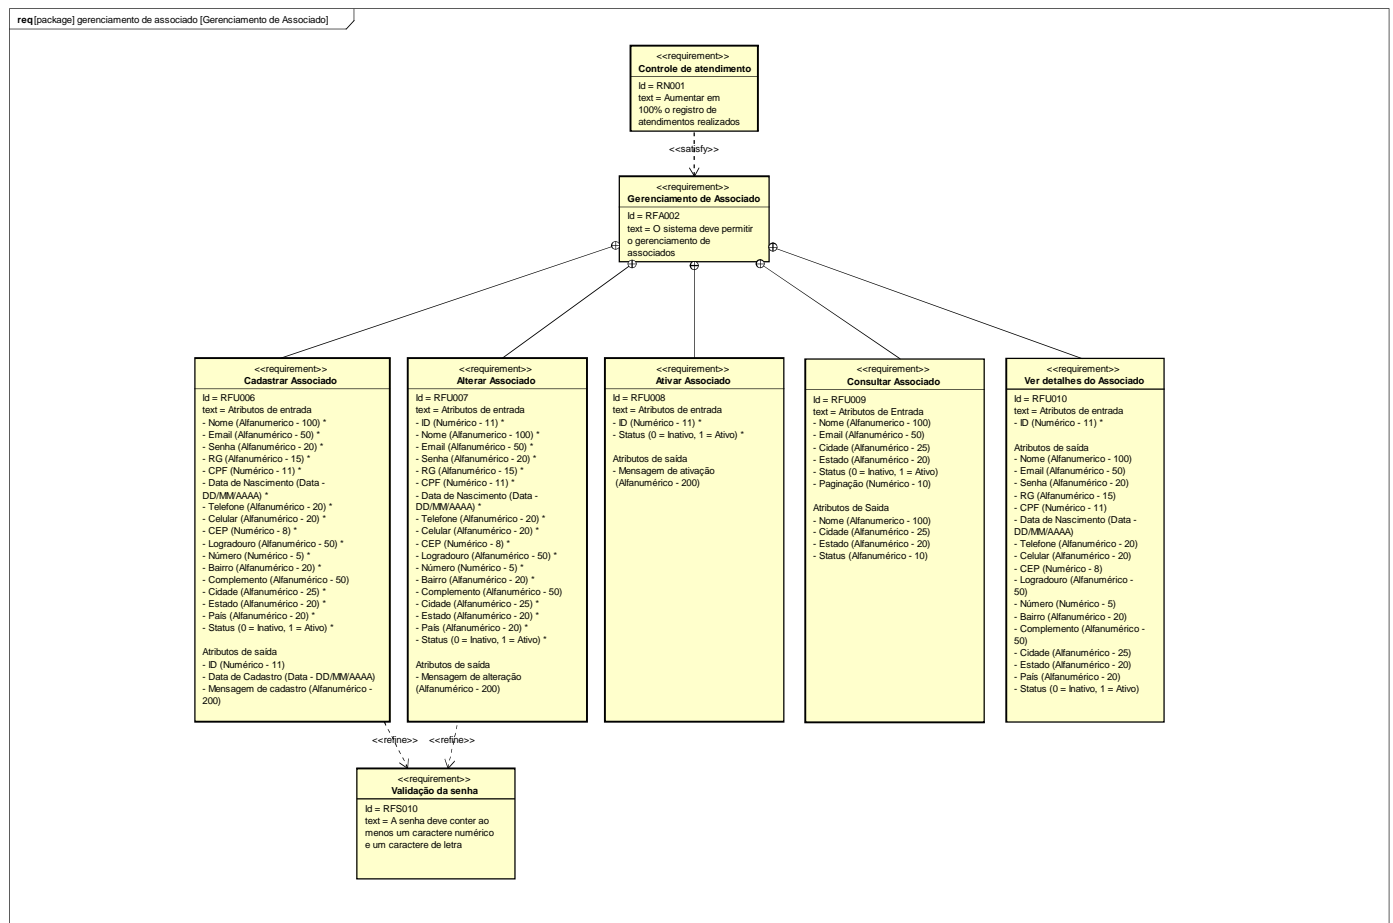 req [package] gerenciamento de associado [Gerenciamento de Associado]
<<requirement>>
Controle de atendimento
Id = RN001
text = Aumentar em
100% o registro de
atendimentos realizados
<<satisfy>>
<<requirement>>
Gerenciamento de Associado
Id = RFA002
text = O sistema deve permitir
o gerenciamento de
associados
<<requirement>>
Cadastrar Associado
Id = RFU006
text = Atributos de entrada
- Nome (Alfanumerico - 100) *
- Email (Alfanumérico - 50) *
- Senha (Alfanumérico - 20) *
- RG (Alfanumérico - 15) *
- CPF (Numérico - 11) *
- Data de Nascimento (Data -
DD/MM/AAAA) *
- Telefone (Alfanumérico - 20) *
- Celular (Alfanumérico - 20) *
- CEP (Numérico - 8) *
- Logradouro (Alfanumérico - 50) *
- Número (Numérico - 5) *
- Bairro (Alfanumérico - 20) *
- Complemento (Alfanumérico - 50)
- Cidade (Alfanumérico - 25) *
- Estado (Alfanumérico - 20) *
- País (Alfanumérico - 20) *
- Status (0 = Inativo, 1 = Ativo) *
Atributos de saída
- ID (Numérico - 11)
- Data de Cadastro (Data - DD/MM/AAAA)
- Mensagem de cadastro (Alfanumérico -
200)
<<requirement>>
Alterar Associado
Id = RFU007
text = Atributos de entrada
- ID (Numérico - 11) *
- Nome (Alfanumerico - 100) *
- Email (Alfanumérico - 50) *
- Senha (Alfanumérico - 20) *
- RG (Alfanumérico - 15) *
- CPF (Numérico - 11) *
- Data de Nascimento (Data -
DD/MM/AAAA) *
- Telefone (Alfanumérico - 20) *
- Celular (Alfanumérico - 20) *
- CEP (Numérico - 8) *
- Logradouro (Alfanumérico - 50) *
- Número (Numérico - 5) *
- Bairro (Alfanumérico - 20) *
- Complemento (Alfanumérico - 50)
- Cidade (Alfanumérico - 25) *
- Estado (Alfanumérico - 20) *
- País (Alfanumérico - 20) *
- Status (0 = Inativo, 1 = Ativo) *
Atributos de saída
- Mensagem de alteração
(Alfanumérico - 200)
<<requirement>>
Ativar Associado
Id = RFU008
text = Atributos de entrada
- ID (Numérico - 11) *
- Status (0 = Inativo, 1 = Ativo) *
Atributos de saída
- Mensagem de ativação
(Alfanumérico - 200)
<<requirement>>
Consultar Associado
Id = RFU009
text = Atributos de Entrada
- Nome (Alfanumerico - 100)
- Email (Alfanumérico - 50)
- Cidade (Alfanumérico - 25)
- Estado (Alfanumérico - 20)
- Status (0 = Inativo, 1 = Ativo)
- Paginação (Numérico - 10)
Atributos de Saída
- Nome (Alfanumerico - 100)
- Cidade (Alfanumérico - 25)
- Estado (Alfanumérico - 20)
- Status (Alfanumérico - 10)
<<requirement>>
Ver detalhes do Associado
Id = RFU010
text = Atributos de entrada
- ID (Numérico - 11) *
Atributos de saída
- Nome (Alfanumerico - 100)
- Email (Alfanumérico - 50)
- Senha (Alfanumérico - 20)
- RG (Alfanumérico - 15)
- CPF (Numérico - 11)
- Data de Nascimento (Data -
DD/MM/AAAA)
- Telefone (Alfanumérico - 20)
- Celular (Alfanumérico - 20)
- CEP (Numérico - 8)
- Logradouro (Alfanumérico -
50)
- Número (Numérico - 5)
- Bairro (Alfanumérico - 20)
- Complemento (Alfanumérico -
50)
- Cidade (Alfanumérico - 25)
- Estado (Alfanumérico - 20)
- País (Alfanumérico - 20)
- Status (0 = Inativo, 1 = Ativo)
<<refine>>
<<refine>>
<<requirement>>
Validação da senha
Id = RFS010
text = A senha deve conter ao
menos um caractere numérico
e um caractere de letra